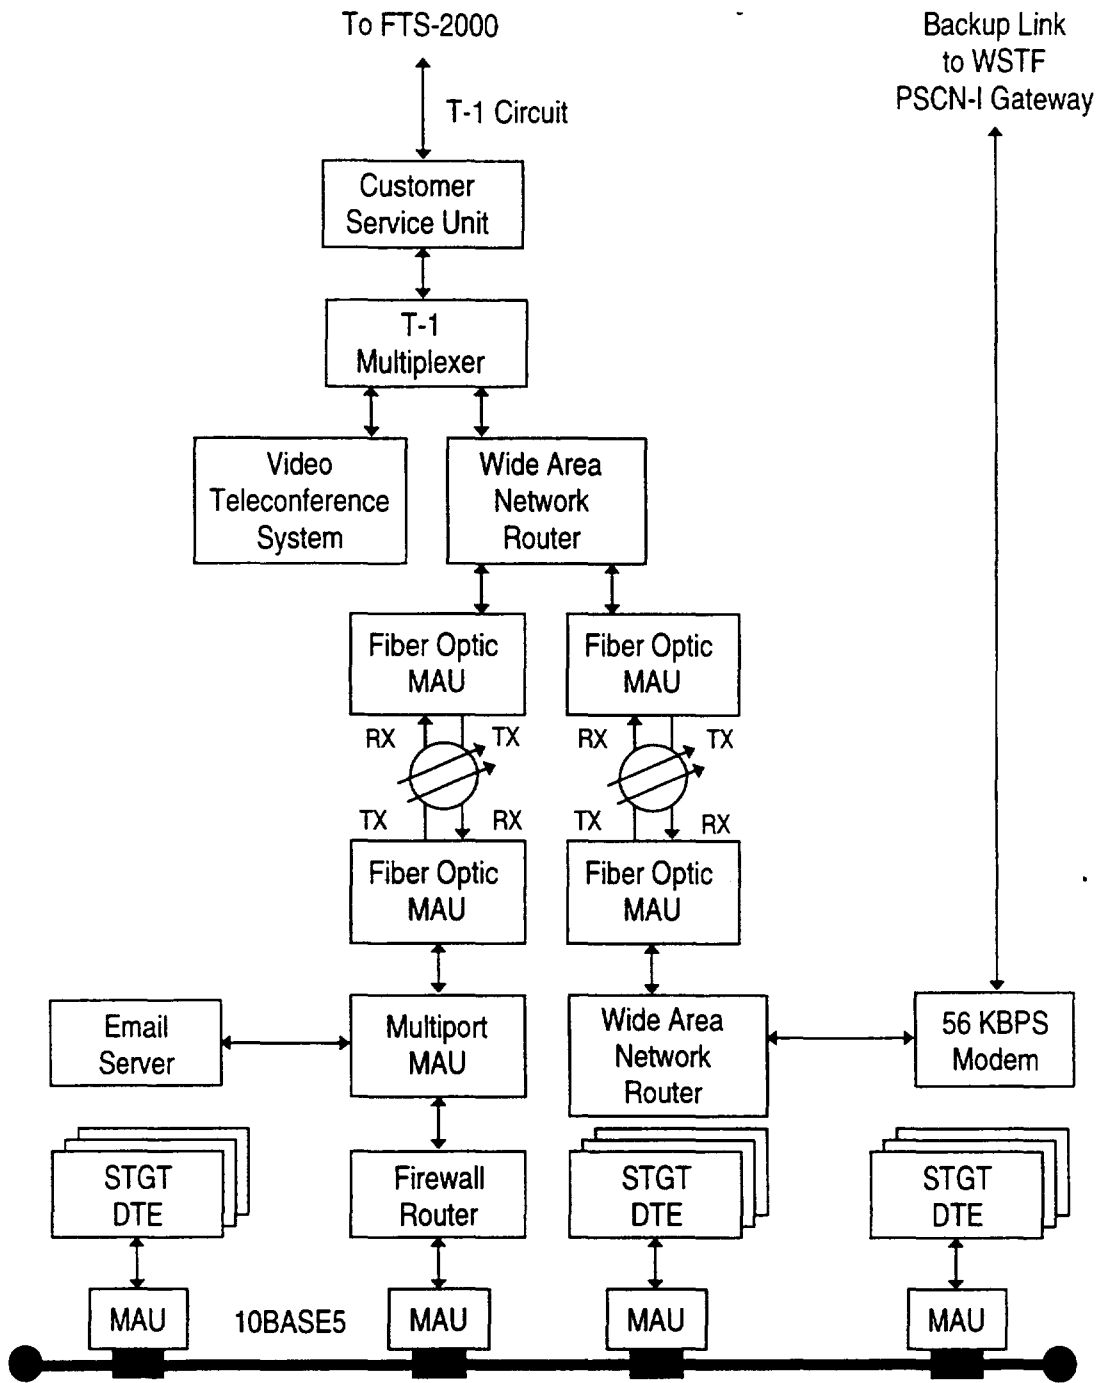 To FTS-2000
Backup Link
to WSTF
PSCN-I Gateway
T-1 Circuit
Customer
Service Unit
T-1
Multiplexer
Video
Teleconference
System
Wide Area
Network
Router
Fiber Optic
MAU
Fiber Optic
MAU
RX
TX
RX
TX
TX
RX
TX
RX
Fiber Optic
MAU
Fiber Optic
MAU
Email
Server
Multiport
MAU
Wide Area
Network
Router
56 KBPS
Modem
STGT
DTE
Firewall
Router
STGT
DTE
STGT
DTE
MAU
10BASE5
MAU
MAU
MAU